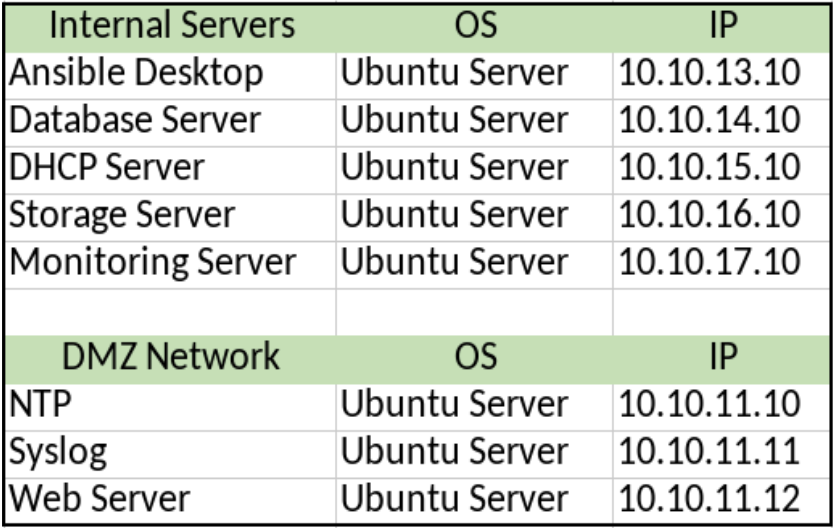 Internal Servers OS IP
Ansible Desktop Ubuntu Server 10.10.13.10
Database Server Ubuntu Server 10.10.14.10
DHCP Server Ubuntu Server 10.10.15.10
Storage Server Ubuntu Server 10.10.16.10
Monitoring Server Ubuntu Server 10.10.17.10
DMZ Network OS IP
NTP Ubuntu Server 10.10.11.10
Syslog Ubuntu Server 10.10.11.11
Web Server Ubuntu Server 10.10.11.12